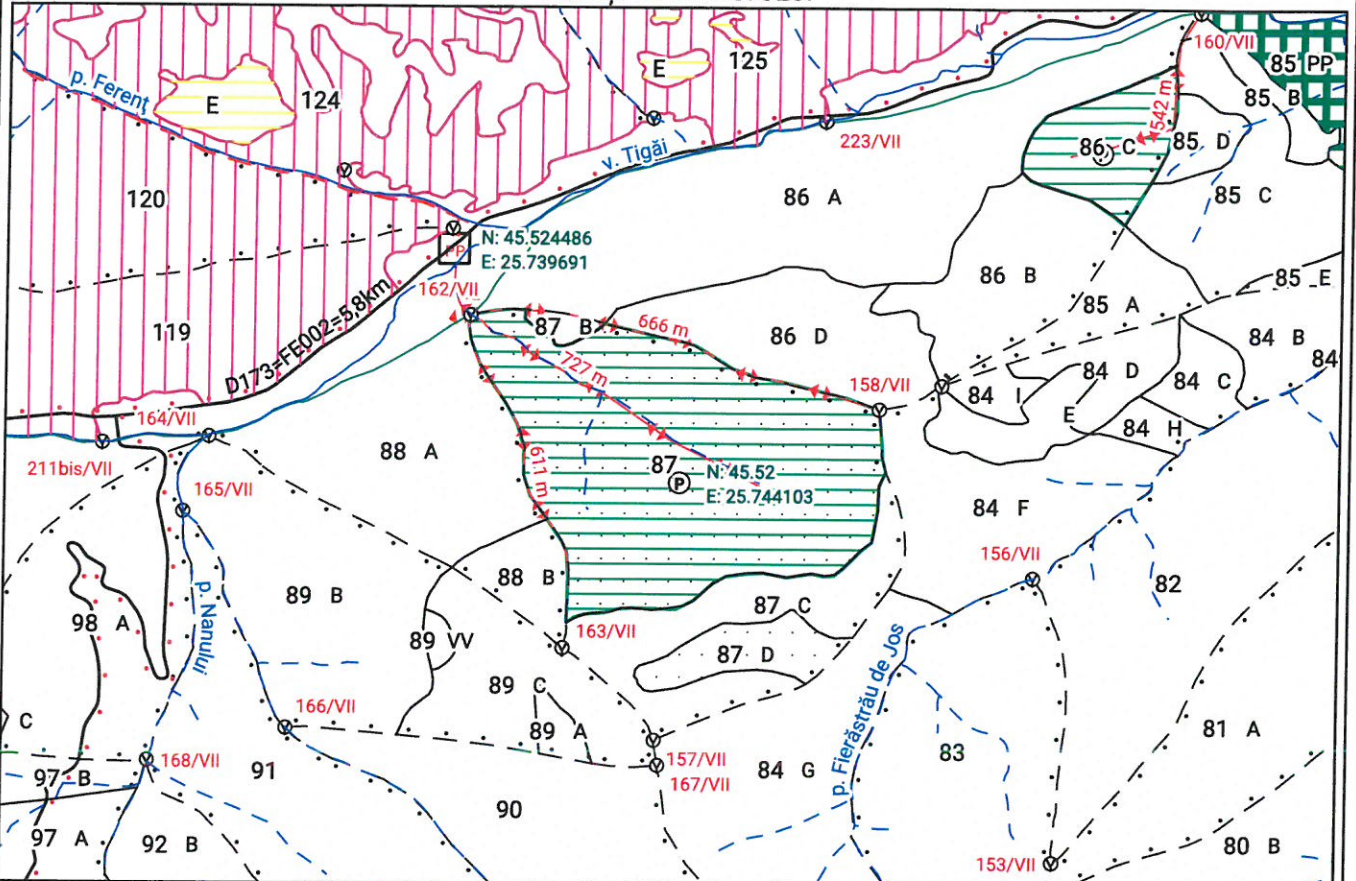 160/VII
85 PP
125
E
p. Ferenț
E
124
85 B
542 m
223/VII
86 C
85 D
v. Tigăi
120
86 A
85 C
N: 45.524486
E: 25.739691
PP
86 B
85 E
162/VII
85 A
D173=FE002=5,8km
119
87 B
666 m
86 D
84 B
84
727 m
84 D
84 C
158/VII
84 I
E
164/VII
84 H
88 A
211bis/VII
611 m
87
P
N: 45.52
E: 25.744103
165/VII
84 F
156/VII
88 B
82
p. Nanului
89 B
87 C
98 A
163/VII
89 VV
87 D
p. Fierăstrău de Jos
89 C
166/VII
C
89 A
81 A
157/VII
83
168/VII
91
84 G
167/VII
97 B
90
97 A
92 B
80 B
153/VII